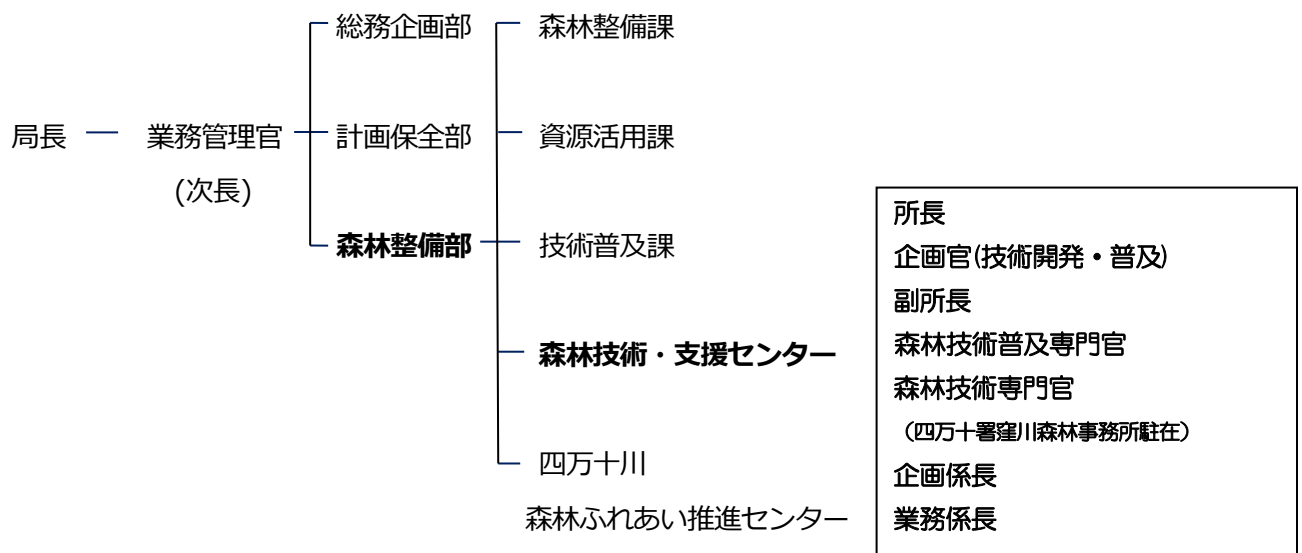 局長
業務管理官
(次長)
総務企画部
計画保全部
森林整備部
森林整備課
資源活用課
技術普及課
森林技術・支援センター
四万十川
森林ふれあい推進センター
所長
企画官(技術開発・普及)
副所長
森林技術普及専門官
森林技術専門官
(四万十署窪川森林事務所駐在)
企画係長
業務係長